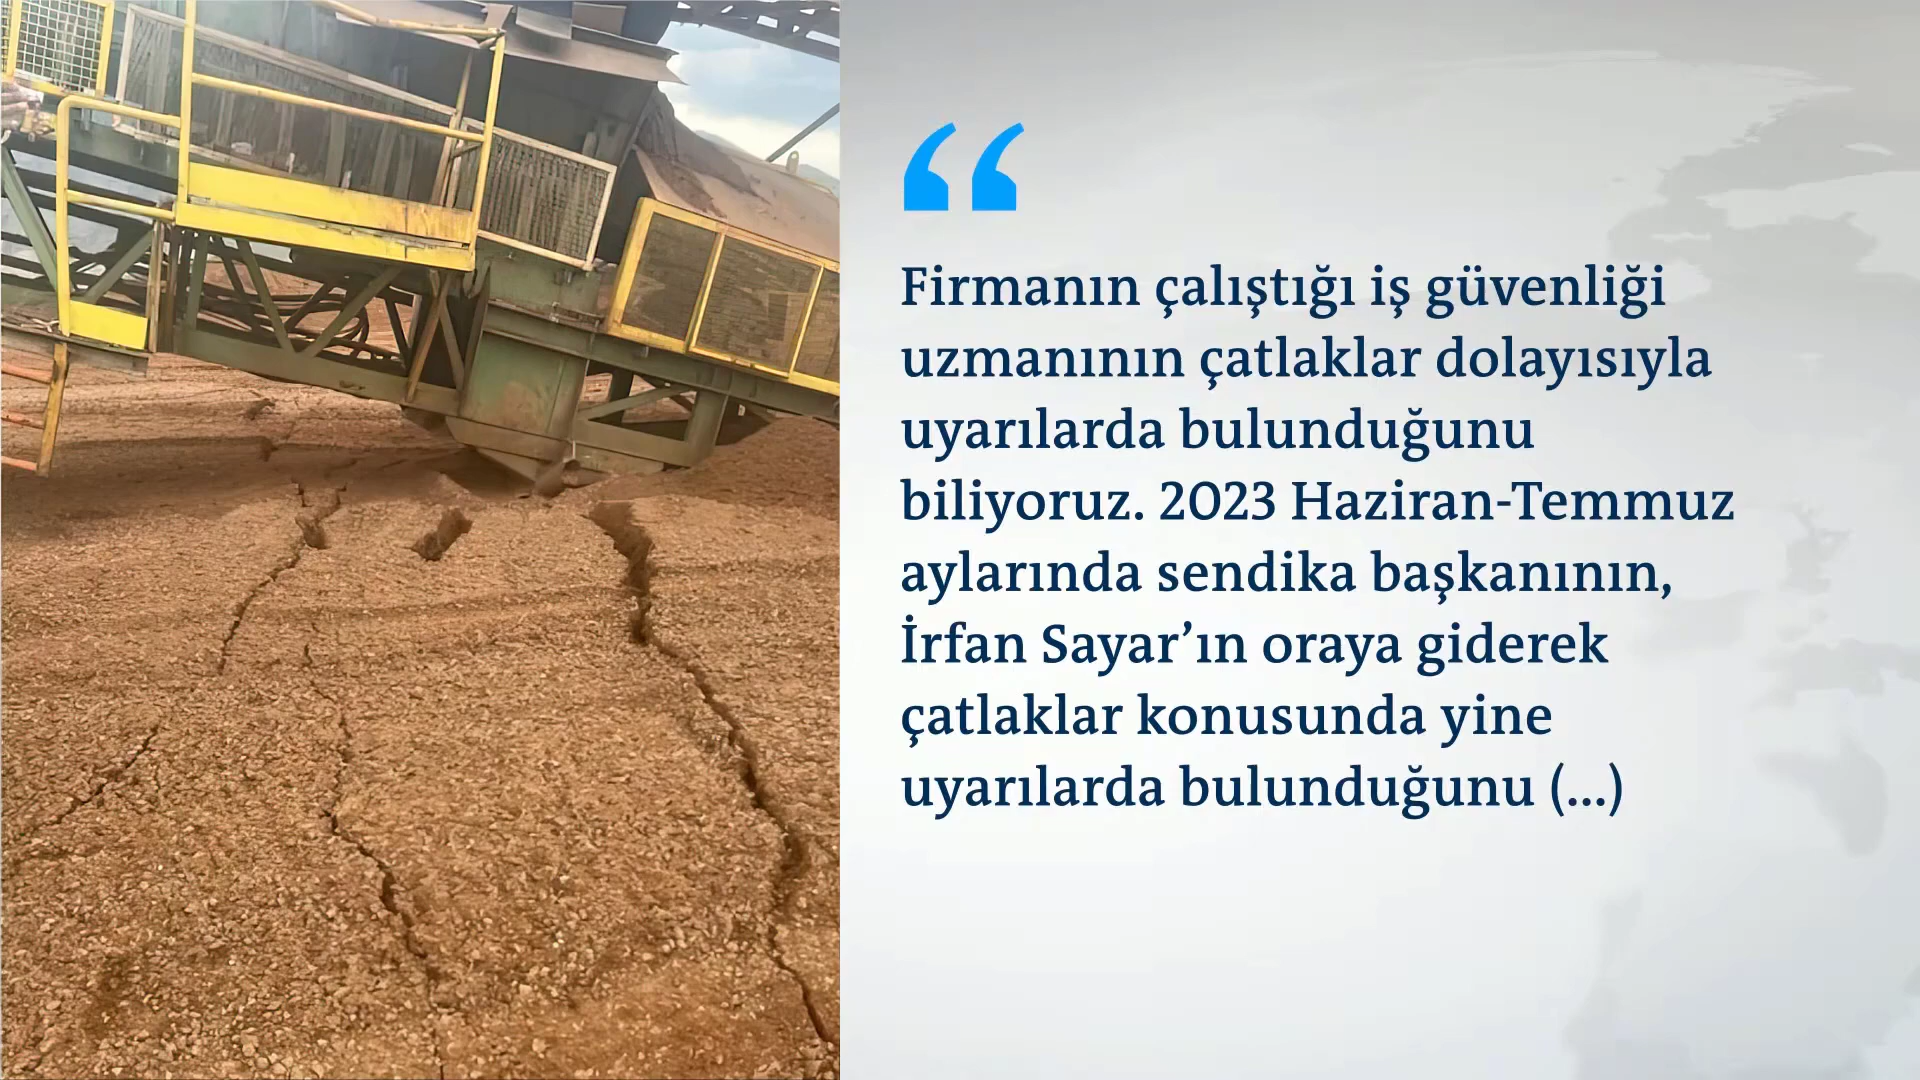 “
Firmanın çalıştığı iş güvenliği
uzmanının çatlaklar dolayısıyla
uyarılarda bulunduğunu
biliyoruz. 2023 Haziran-Temmuz
aylarında sendika başkanının,
İrfan Sayar’ın oraya giderek
çatlaklar konusunda yine
uyarılarda bulunduğunu (...)